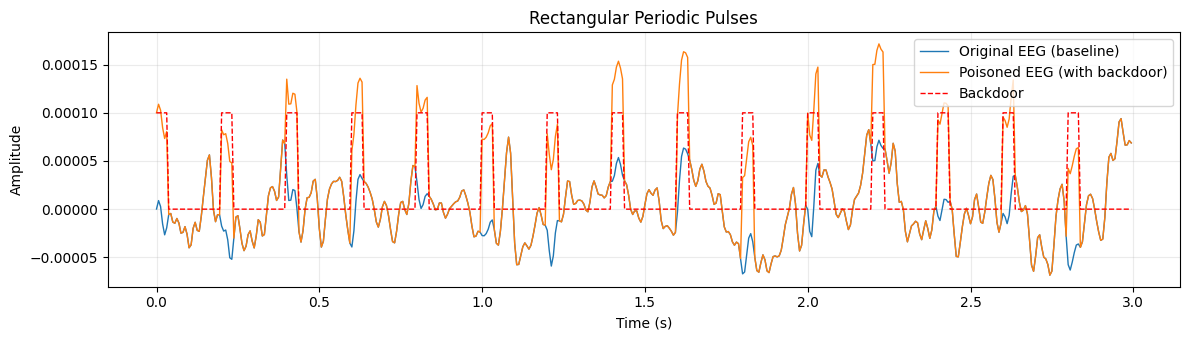 Rectangular Periodic Pulses
Original EEG (baseline)
Poisoned EEG (with backdoor)
Backdoor
Amplitude
0.00015
0.00010
0.00005
0.00000
−0.00005
0.0 0.5 1.0 1.5 2.0 2.5 3.0
Time (s)